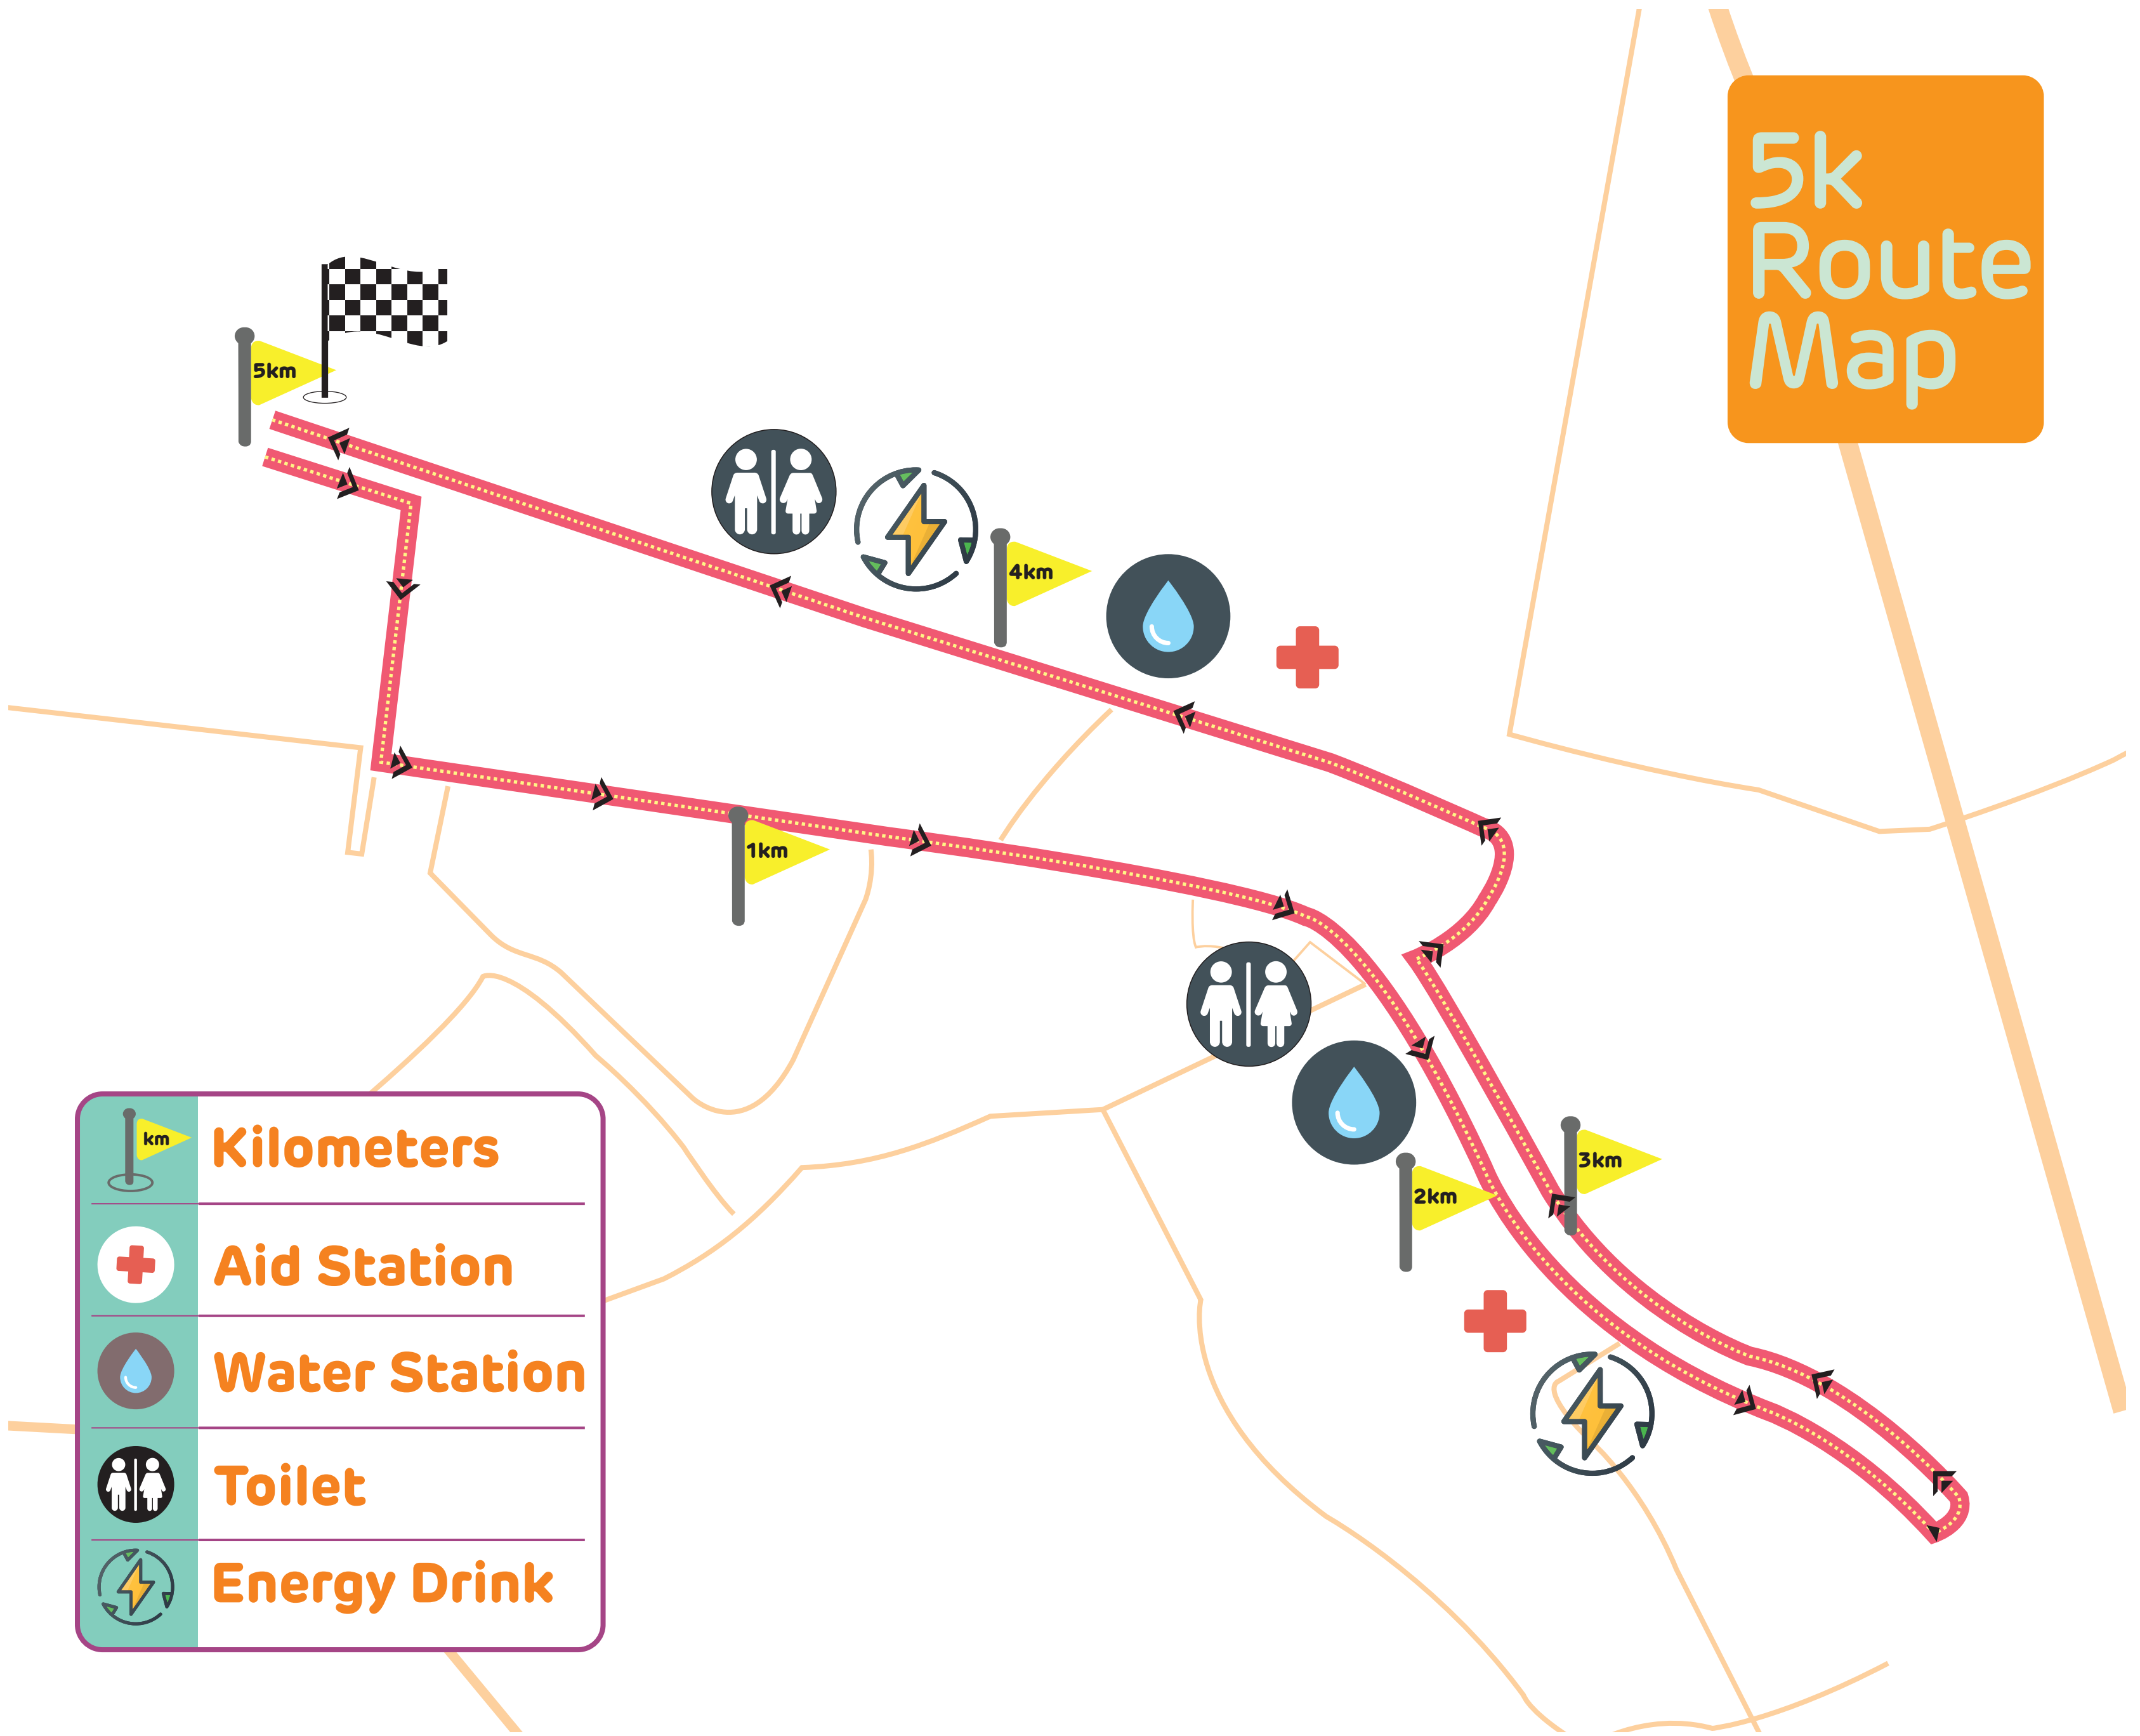 5k
Route
Map
5km
4km
1km
3km
2km
km
Kilometers
Aid Station
Water Station
Toilet
Energy Drink